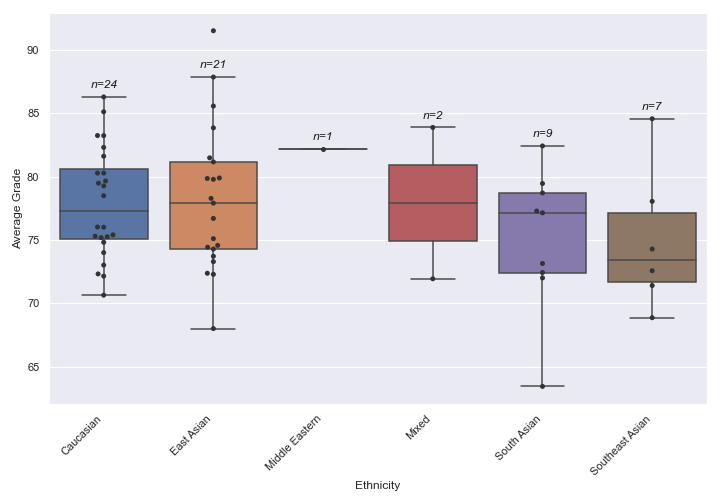 90
85
80
75
70
65
Average Grade
n=24
n=21
n=1
n=2
n=9
n=7
Caucasian
East Asian
Middle Eastern
Mixed
South Asian
Southeast Asian
Ethnicity